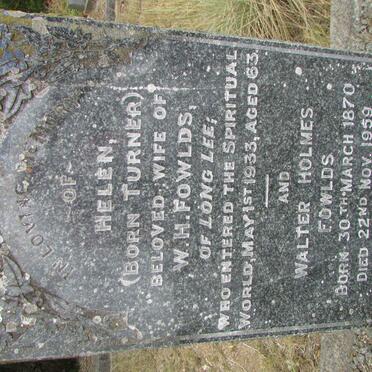 IN LOVING MEMORY
OF
HELEN,
(BORN TURNER)
BELOVED WIFE OF
W.H. FOWLDS,
OF LONG LEE,
WHO ENTERED THE SPIRITUAL
WORLD, MAY 1ST 1933, AGED 63.
AND
WALTER HOLMES
FOWLDS
BORN 30TH MARCH 1870
DIED 22ND NOV. 1959